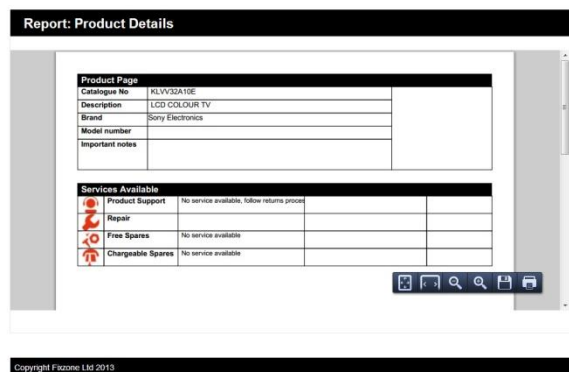 Report: Product Details
Product Page
Catalogue No KLVV32A10E
Description LCD COLOUR TV
Brand Sony Electronics
Model number
Important notes
Services Available
Product Support No service available, follow returns proces
Repair
Free Spares No service available
Chargeable Spares No service available
Copyright Fixzone Ltd 2013